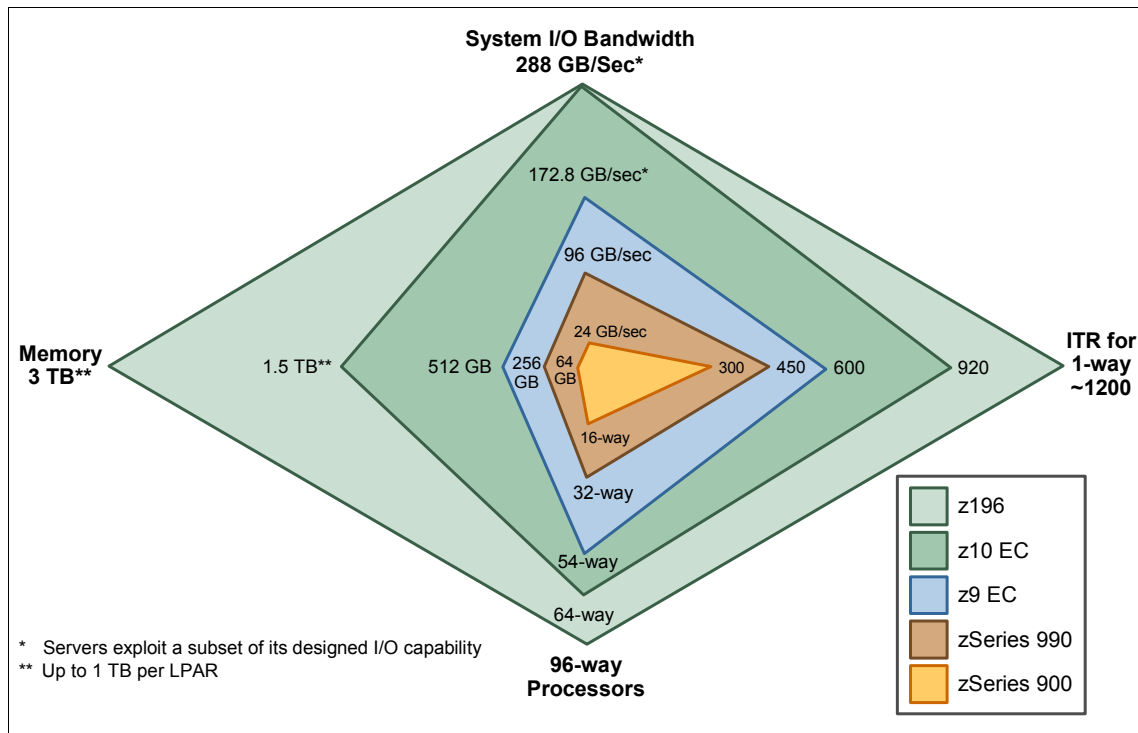 System I/O Bandwidth
288 GB/Sec*
172.8 GB/sec*
96 GB/sec
24 GB/sec
Memory
3 TB**
1.5 TB**
512 GB
256
GB
64
GB
300
450
600
920
ITR for
1-way
~1200
16-way
32-way
54-way
64-way
96-way
Processors
* Servers exploit a subset of its designed I/O capability
** Up to 1 TB per LPAR
z196
z10 EC
z9 EC
zSeries 990
zSeries 900